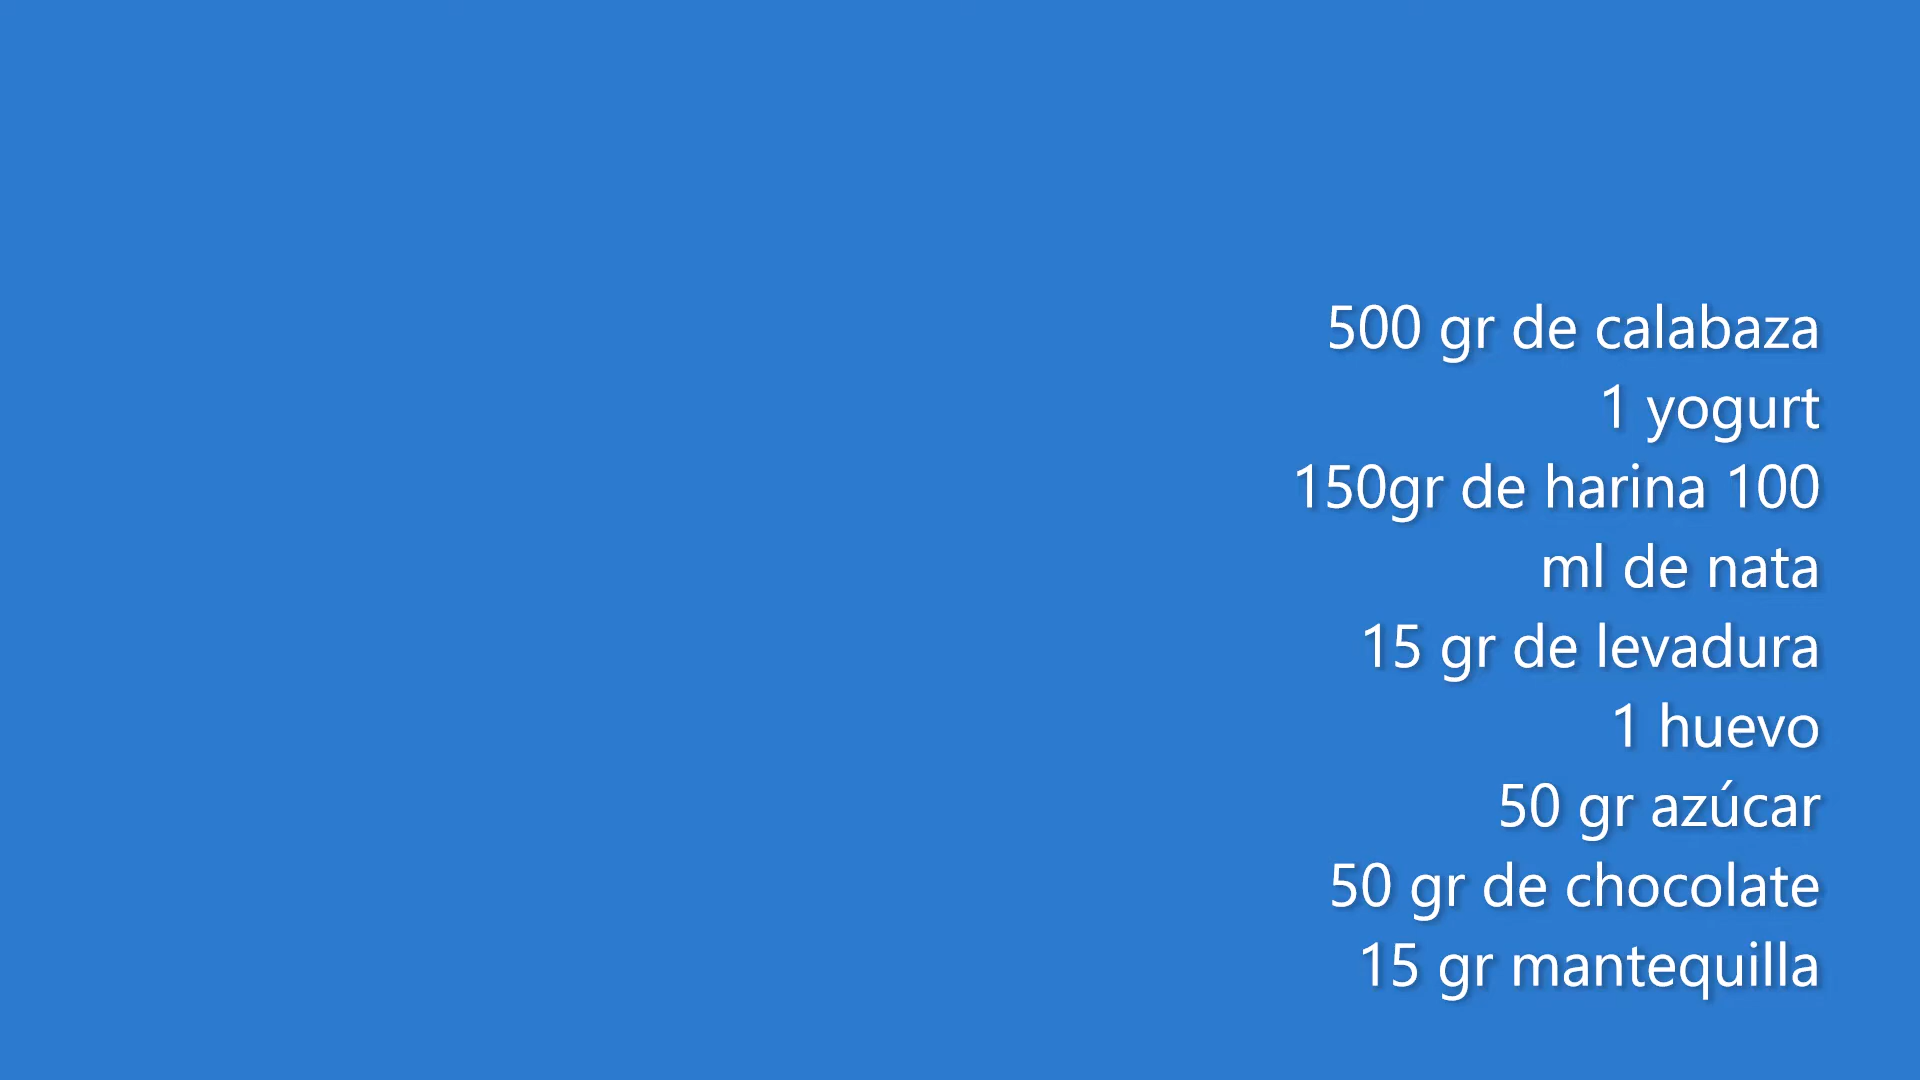 500 gr de calabaza
1 yogurt
150gr de harina 100
ml de nata
15 gr de levadura
1 huevo
50 gr azúcar
50 gr de chocolate
15 gr mantequilla